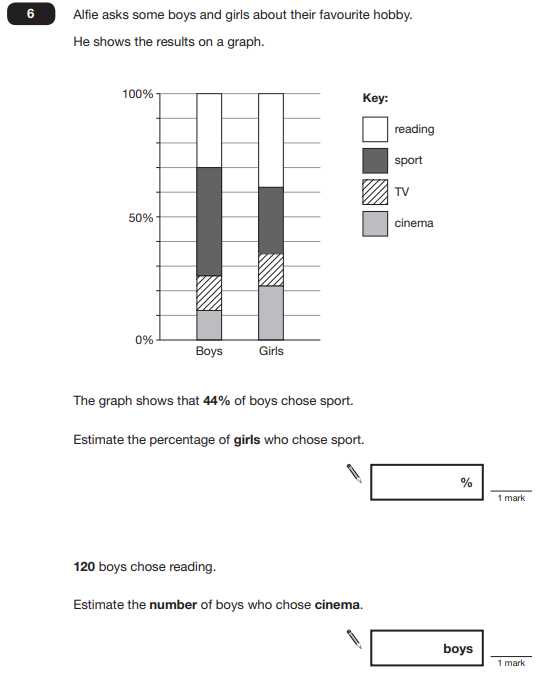 6
Alfie asks some boys and girls about their favourite hobby.
He shows the results on a graph.
100%
50%
0%
Boys Girls
Key:
reading
sport
TV
cinema
The graph shows that 44% of boys chose sport.
Estimate the percentage of girls who chose sport.
%
1 mark
120 boys chose reading.
Estimate the number of boys who chose cinema.
boys
1 mark